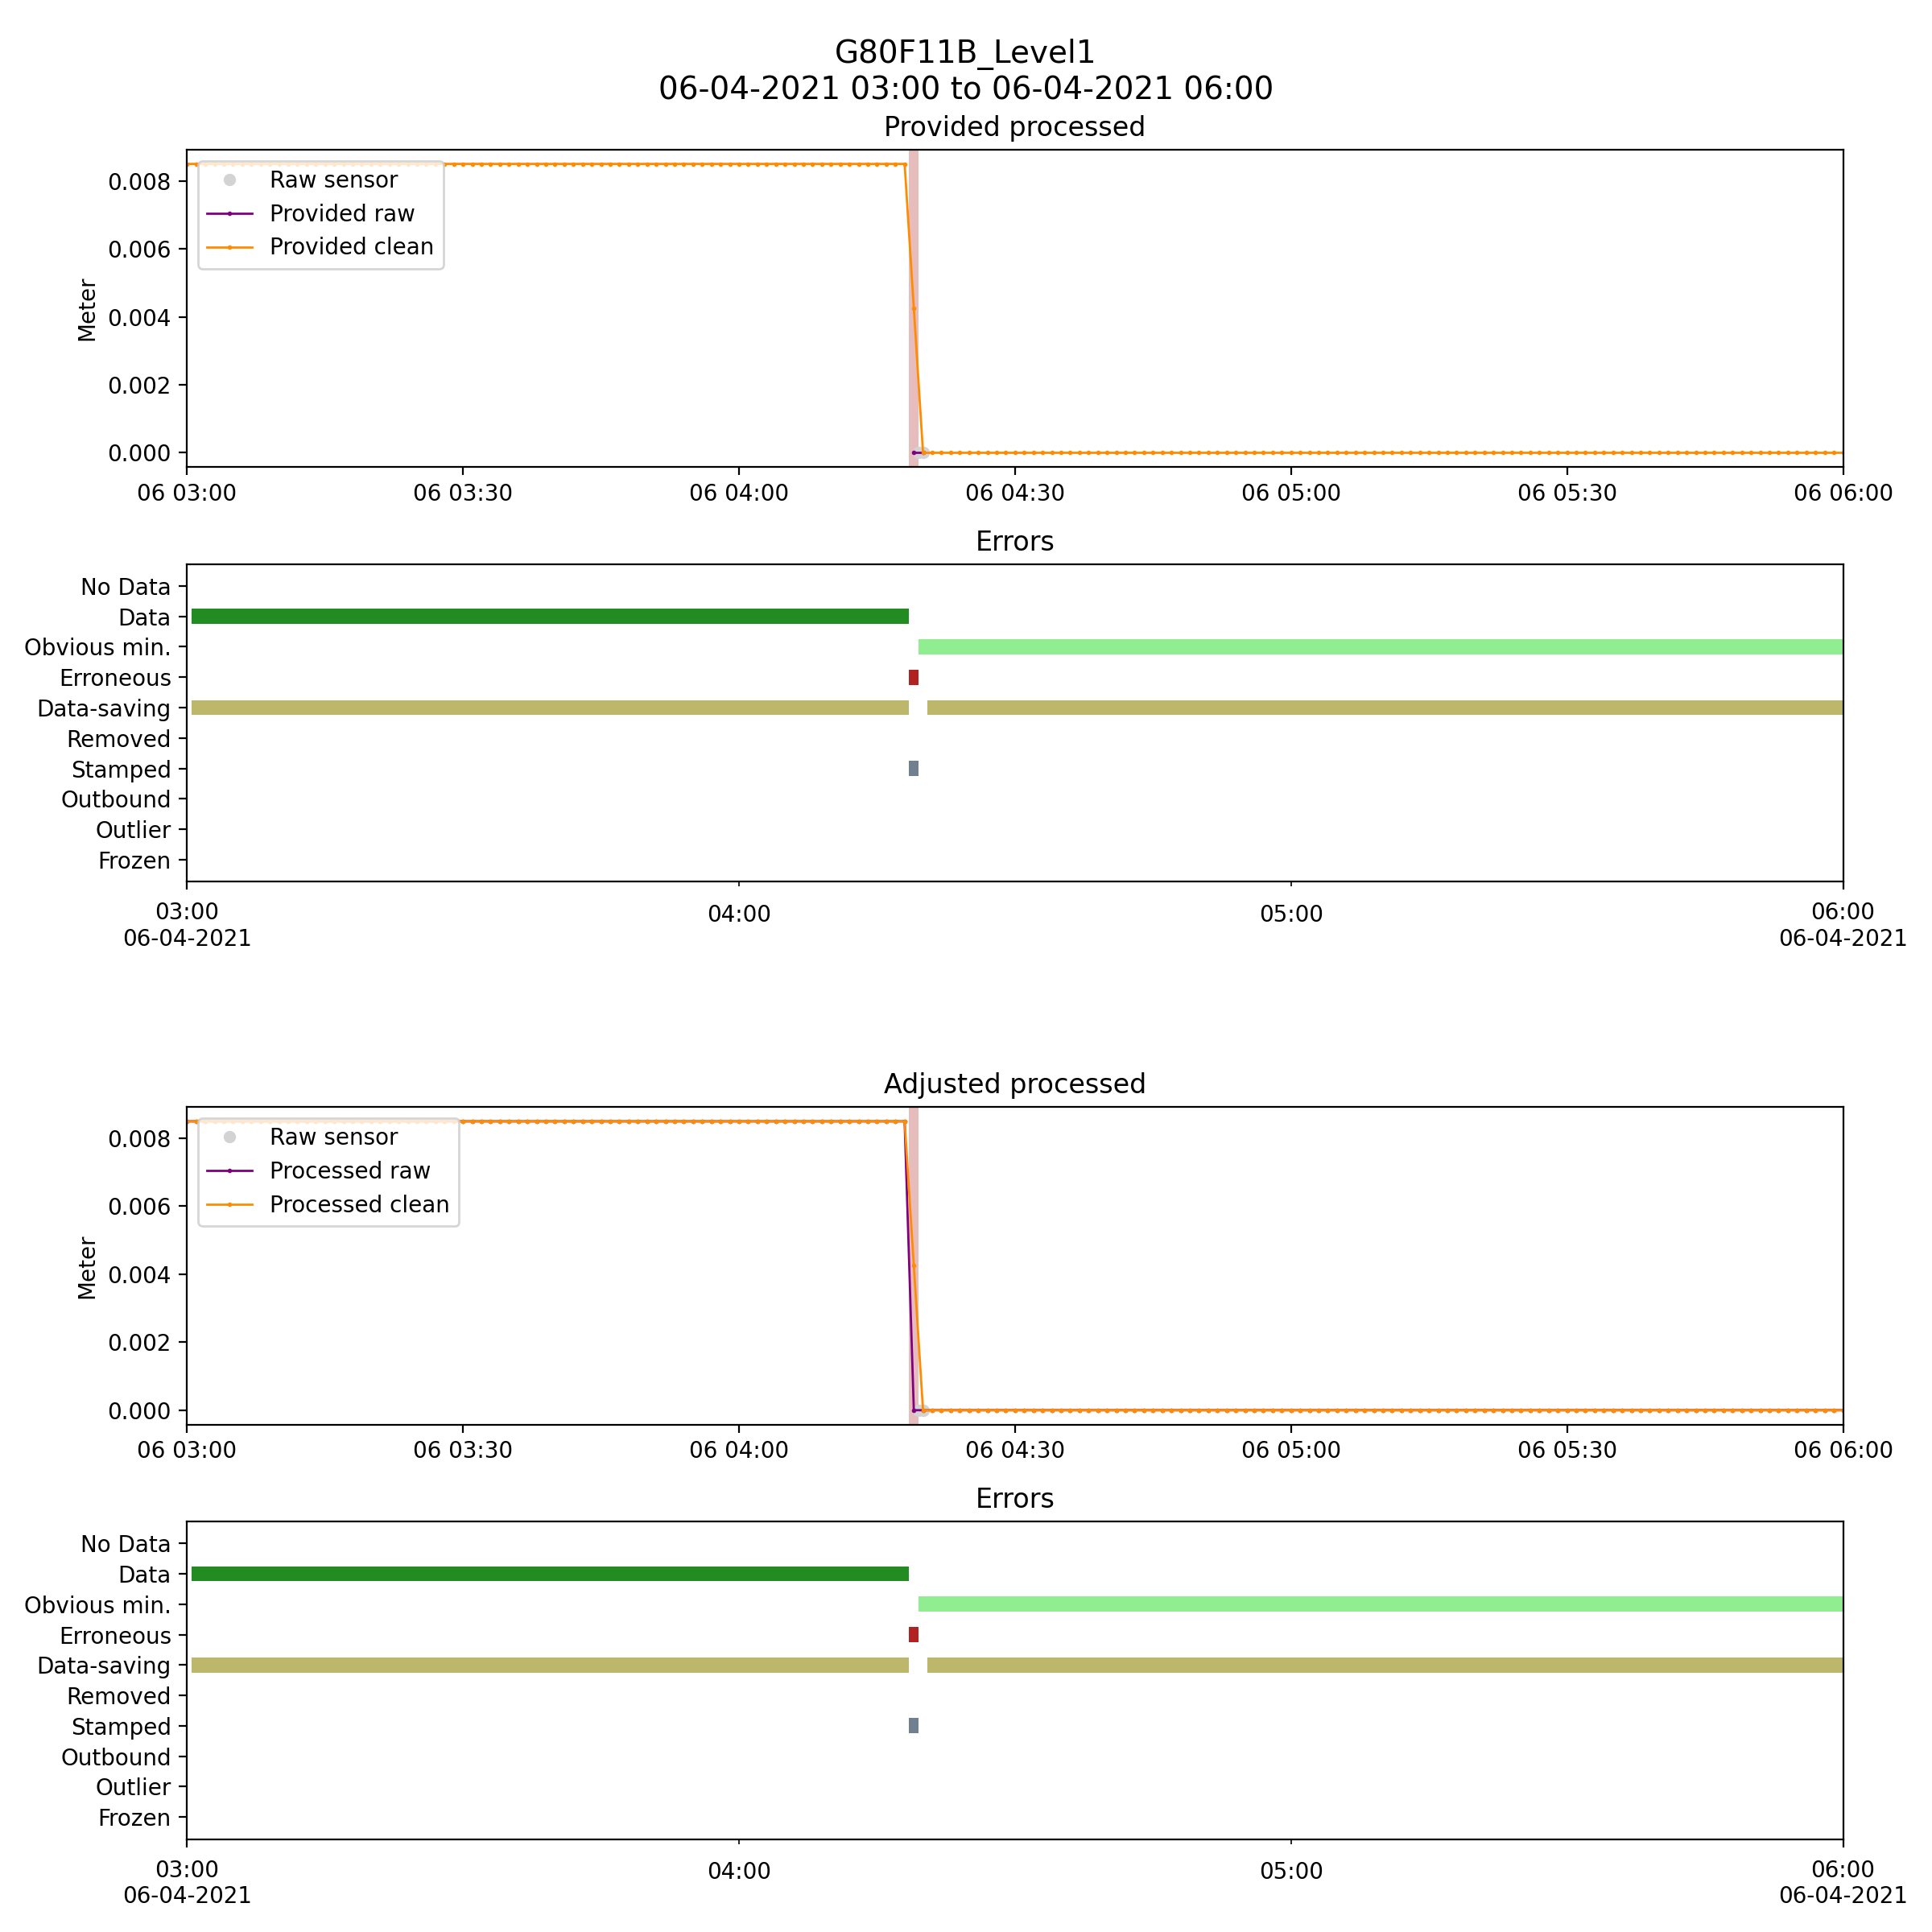 G80F11B_Level1
06-04-2021 03:00 to 06-04-2021 06:00
Provided processed
Raw sensor
Provided raw
Provided clean
Meter
0.008
0.006
0.004
0.002
0.000
06 03:00 06 03:30 06 04:00 06 04:30 06 05:00 06 05:30 06 06:00
Errors
No Data
Data
Obvious min.
Erroneous
Data-saving
Removed
Stamped
Outbound
Outlier
Frozen
03:00 04:00 05:00 06:00
06-04-2021 06-04-2021
Adjusted processed
Raw sensor
Processed raw
Processed clean
Meter
0.008
0.006
0.004
0.002
0.000
06 03:00 06 03:30 06 04:00 06 04:30 06 05:00 06 05:30 06 06:00
Errors
No Data
Data
Obvious min.
Erroneous
Data-saving
Removed
Stamped
Outbound
Outlier
Frozen
03:00 04:00 05:00 06:00
06-04-2021 06-04-2021